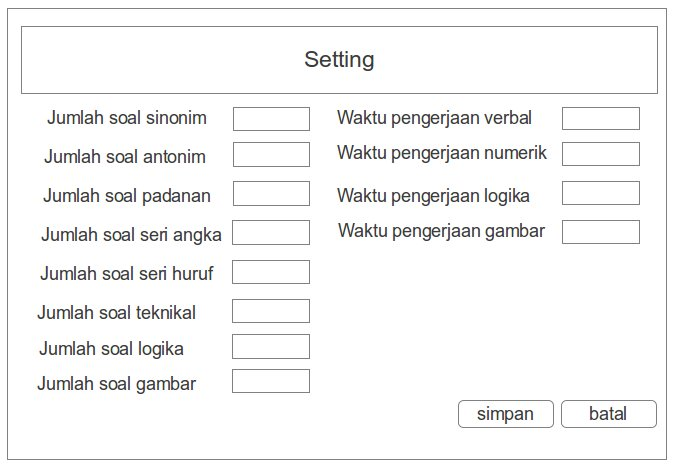 Setting
Jumlah soal sinonim
Jumlah soal antonim
Jumlah soal padanan
Jumlah soal seri angka
Jumlah soal seri huruf
Jumlah soal teknikal
Jumlah soal logika
Jumlah soal gambar
Waktu pengerjaan verbal
Waktu pengerjaan numerik
Waktu pengerjaan logika
Waktu pengerjaan gambar
simpan
batal